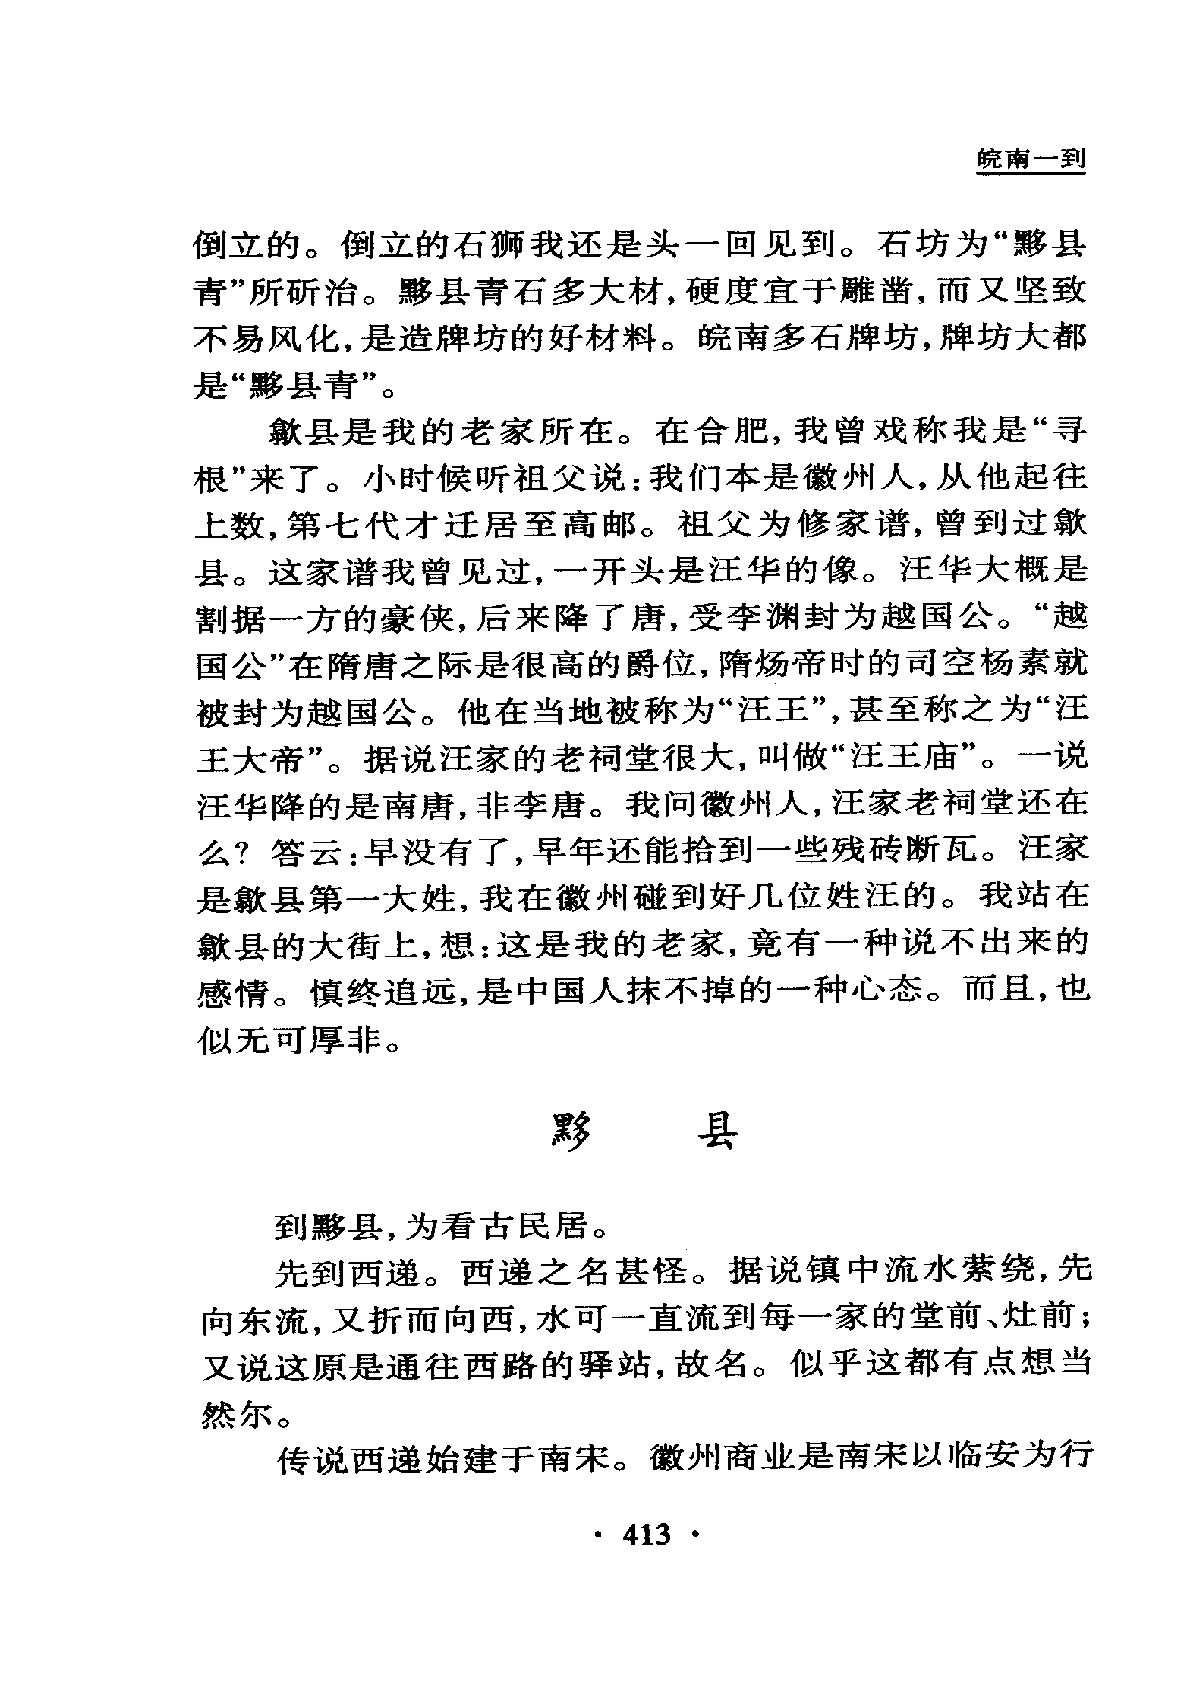 皖南一到
倒立的。倒立的石狮我还是头一回见到。石坊为“黟县
青”所斫治。黟县青石多大材,硬度宜于雕凿,而又坚致
不易风化,是造牌坊的好材料。皖南多石牌坊,牌坊大都
是“黟县青”。
歙县是我的老家所在。在合肥,我曾戏称我是“寻
根”来了。小时候听祖父说:我们本是徽州人,从他起往
上数,第七代才迁居至高邮。祖父为修家谱,曾到过歙
县。这家谱我曾见过,一开头是汪华的像。汪华大概是
割据一方的豪侠,后来降了唐,受李渊封为越国公。“越
国公”在隋唐之际是很高的爵位,隋炀帝时的司空杨素就
被封为越国公。他在当地被称为“汪王”,甚至称之为“汪
王大帝”。据说汪家的老祠堂很大,叫做“汪王庙”。一说
汪华降的是南唐,非李唐。我问徽州人,汪家老祠堂还在
么?答云:早没有了,早年还能拾到一些残砖断瓦。汪家
是歙县第一大姓,我在徽州碰到好几位姓汪的。我站在
歙县的大街上,想:这是我的老家,竟有一种说不出来的
感情。慎终追远,是中国人抹不掉的一种心态。而且,也
似无可厚非。
黟县
到黟县,为看古民居。
先到西递。西递之名甚怪。据说镇中流水萦绕,先
向东流,又折而向西,水可一直流到每一家的堂前、灶前;
又说这原是通往西路的驿站,故名。似乎这都有点想当
然尔。
传说西递始建于南宋。徽州商业是南宋以临安为行
· 413 ·